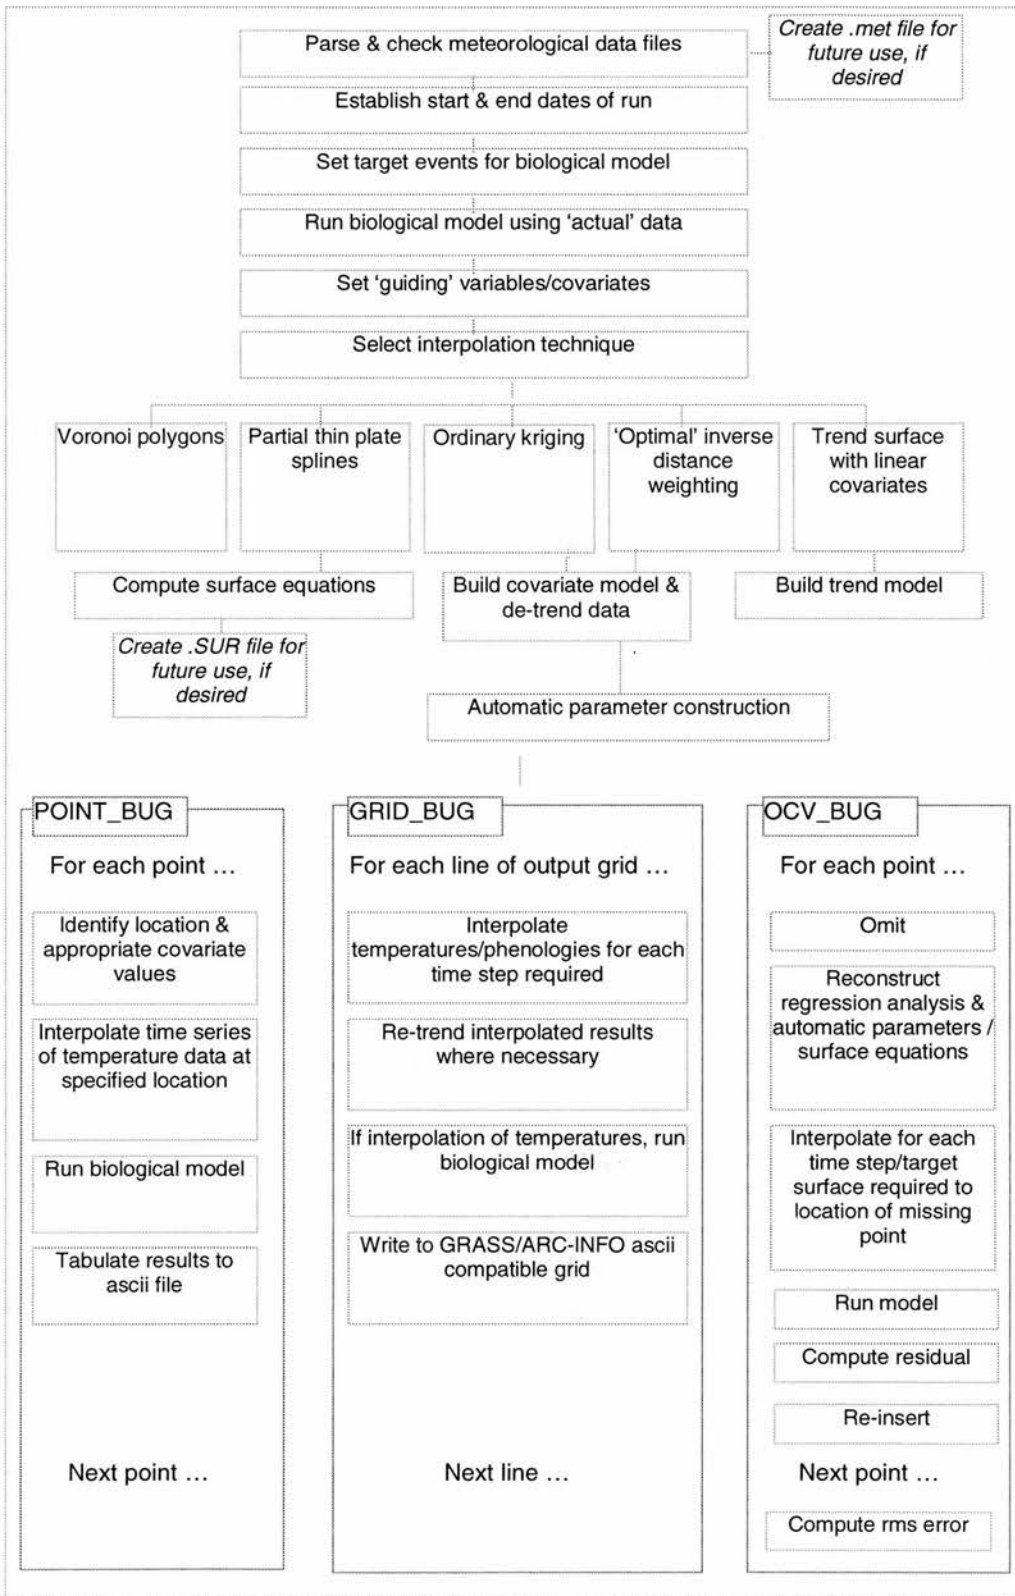 Parse & check meteorological data files
Create .met file for
future use, if
desired
Establish start & end dates of run
Set target events for biological model
Run biological model using ‘actual’ data
Set ‘guiding’ variables/covariates
Select interpolation technique
Voronoi polygons
Partial thin plate
splines
Ordinary kriging
‘Optimal’ inverse
distance
weighting
Trend surface
with linear
covariates
Compute surface equations
Build covariate model &
de-trend data
Build trend model
Create .SUR file for
future use, if
desired
Automatic parameter construction
POINT_BUG
For each point …
Identify location &
appropriate covariate
values
Interpolate time series
of temperature data at
specified location
Run biological model
Tabulate results to
ascii file
Next point …
GRID_BUG
For each line of output grid …
Interpolate
temperatures/phenologies for each
time step required
Re-trend interpolated results
where necessary
If interpolation of temperatures, run
biological model
Write to GRASS/ARC-INFO ascii
compatible grid
Next line …
OCV_BUG
For each point …
Omit
Reconstruct
regression analysis &
automatic parameters /
surface equations
Interpolate for each
time step/target
surface required to
location of missing
point
Run model
Compute residual
Re-insert
Next point …
Compute rms error